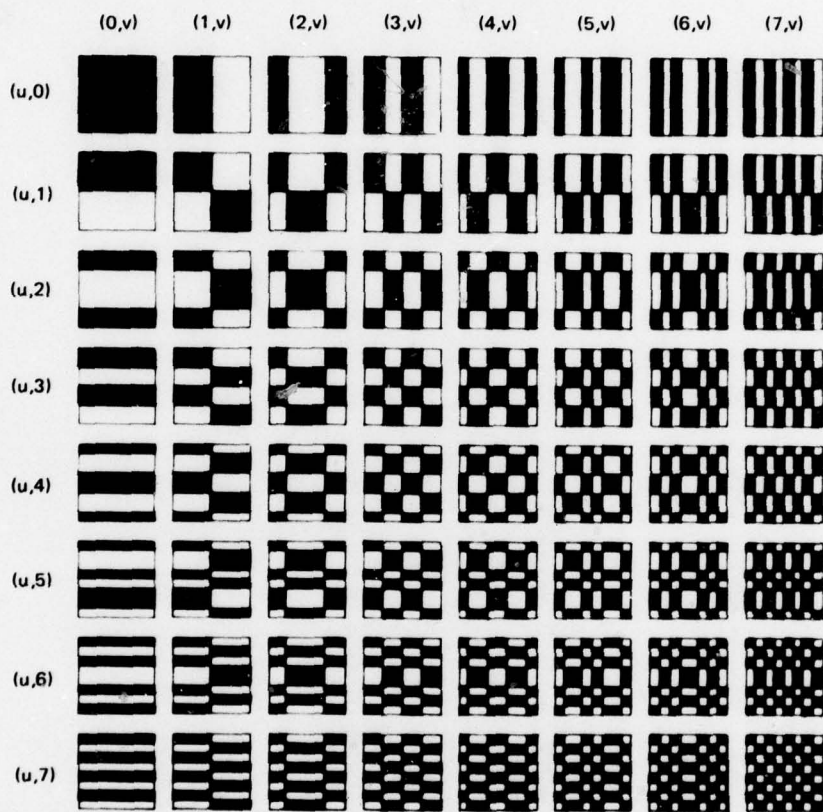 (0,v) (1,v) (2,v) (3,v) (4,v) (5,v) (6,v) (7,v)
(u,0)
(u,1)
(u,2)
(u,3)
(u,4)
(u,5)
(u,6)
(u,7)